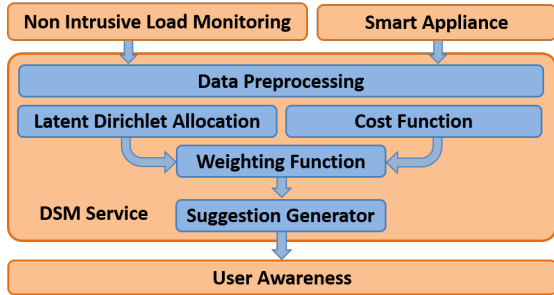 Non Intrusive Load Monitoring
Smart Appliance
Data Preprocessing
Latent Dirichlet Allocation
Cost Function
Weighting Function
DSM Service
Suggestion Generator
User Awareness